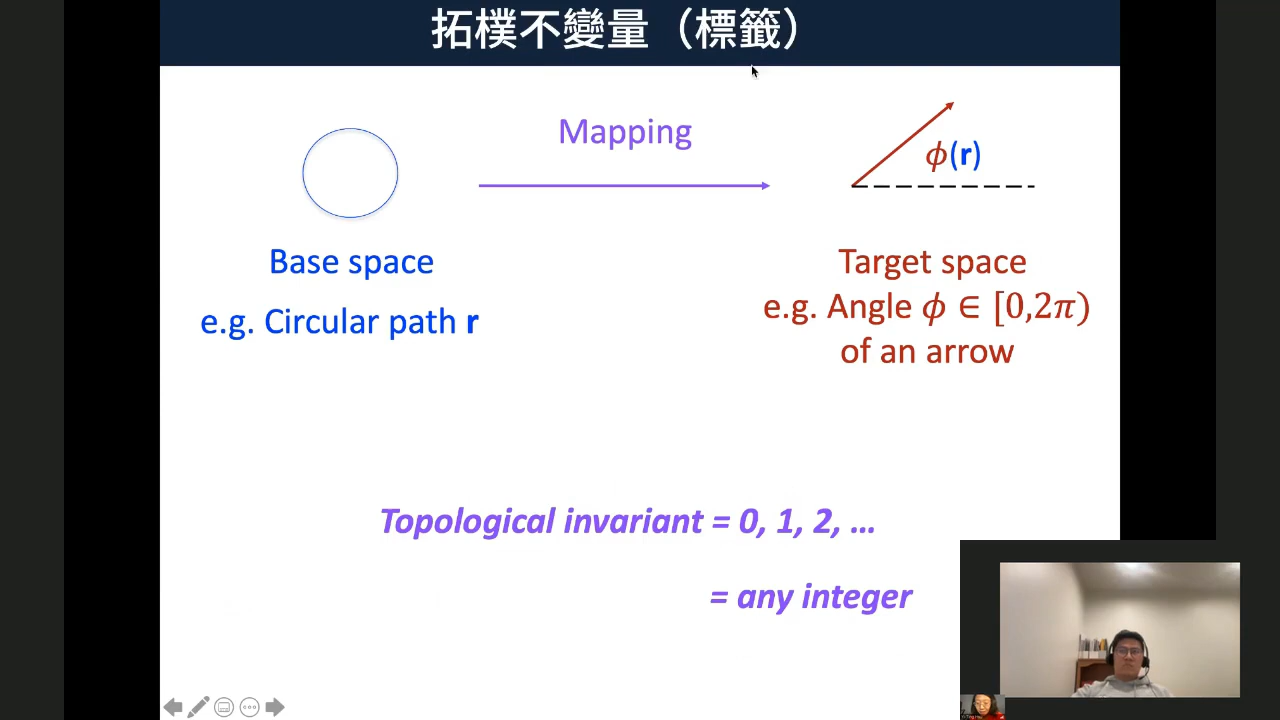 拓樸不變量（標籤）
Mapping
ϕ(r)
Base space
Target space
e.g. Circular path r
e.g. Angle ϕ ∈ [0,2π)
of an arrow
Topological invariant = 0, 1, 2, …
= any integer